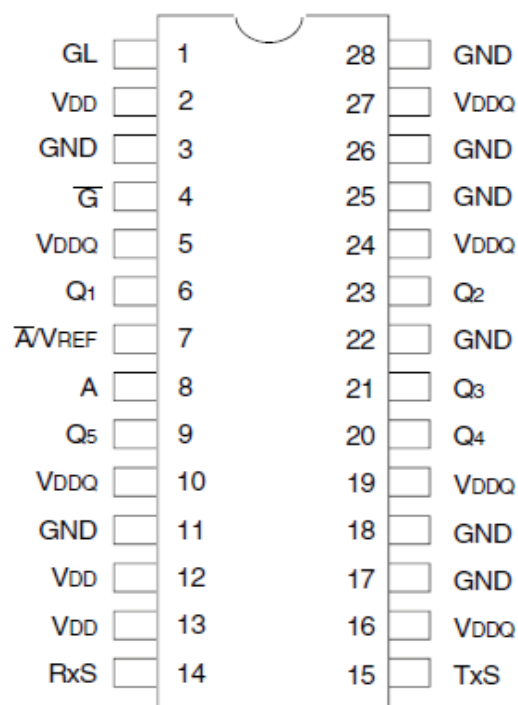 GL 1 28 GND
VDD 2 27 VDDQ
GND 3 26 GND
G̅ 4 25 GND
VDDQ 5 24 VDDQ
Q1 6 23 Q2
A̅/VREF 7 22 GND
A 8 21 Q3
Q5 9 20 Q4
VDDQ 10 19 VDDQ
GND 11 18 GND
VDD 12 17 GND
VDD 13 16 VDDQ
RxS 14 15 TxS